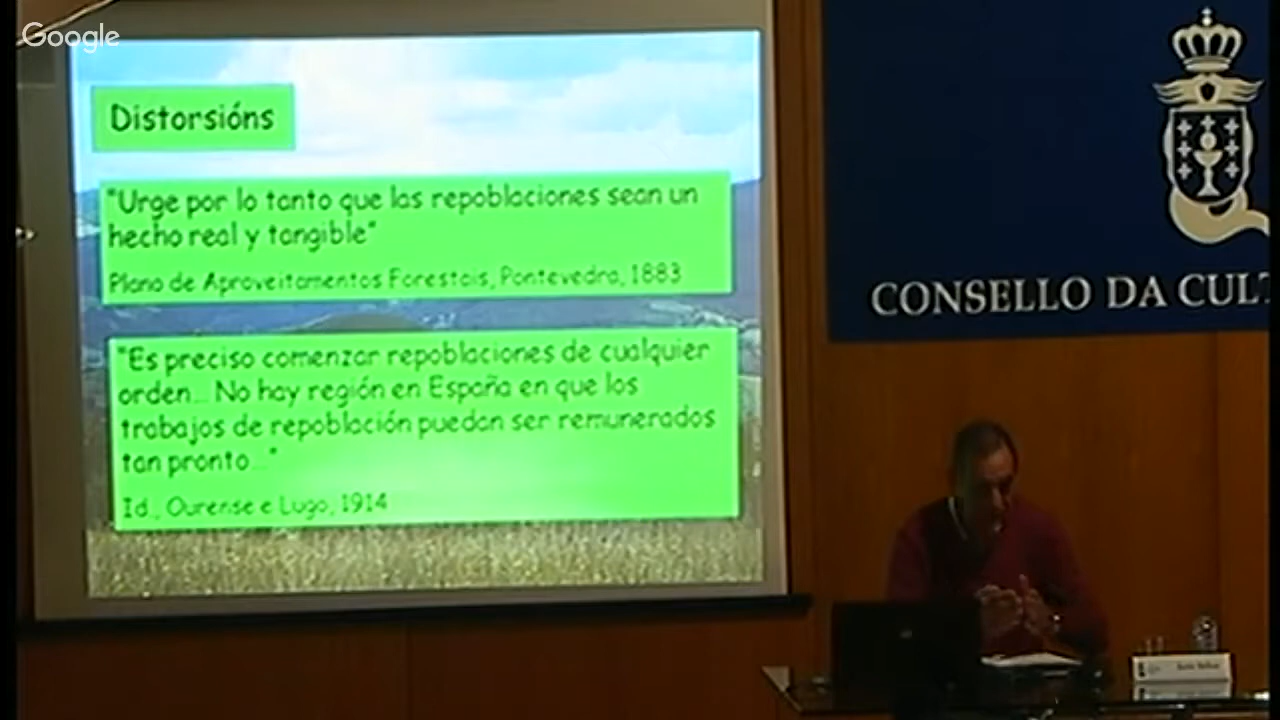 Google
Distorsións
"Urge por lo tanto que las repoblaciones sean un
hecho real y tangible"
Plano de Aproveitamentos Forestais, Pontevedra, 1883
"Es preciso comenzar repoblaciones de cualquier
orden... No hay región en España en que los
trabajos de repoblación puedan ser remunerados
tan pronto..."
Id., Ourense e Lugo, 1914
CONSELLO DA CULT